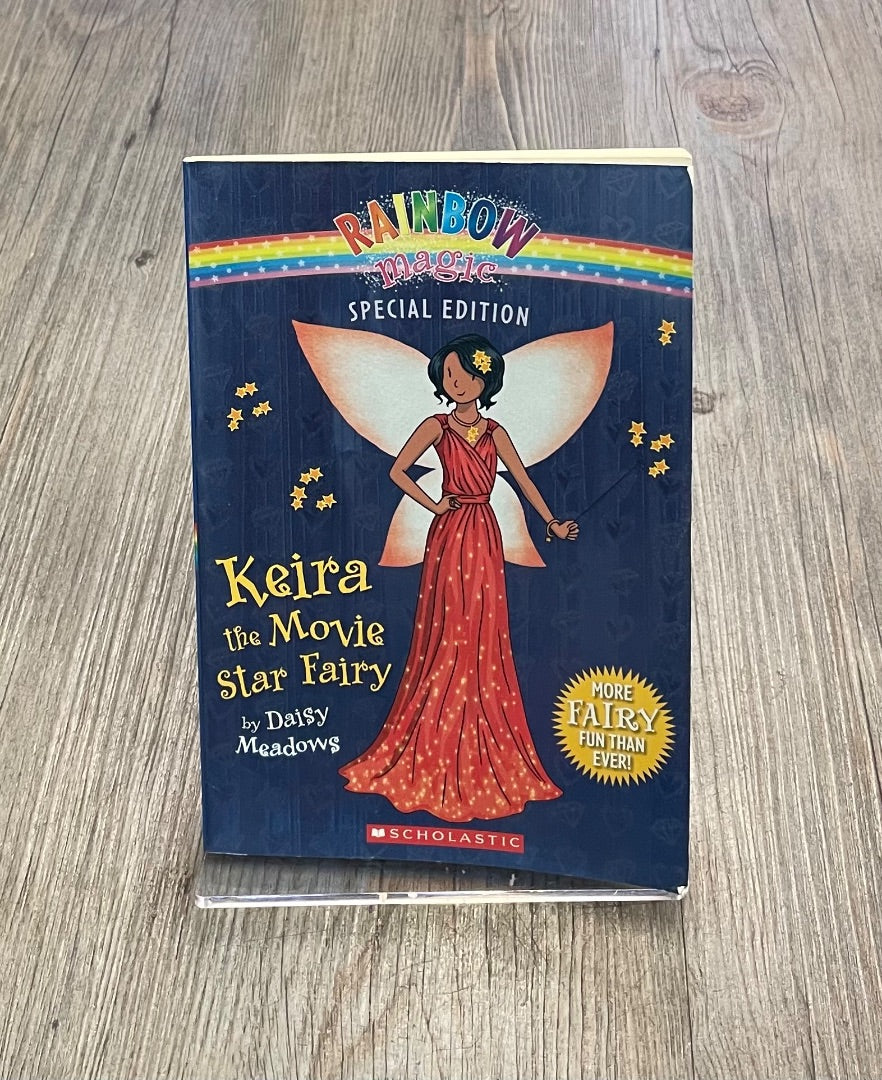 RAINBOW
magic
SPECIAL EDITION
Keira
the Movie
Star Fairy
by Daisy
Meadows
MORE
FAIRY
FUN THAN
EVER!
SCHOLASTIC